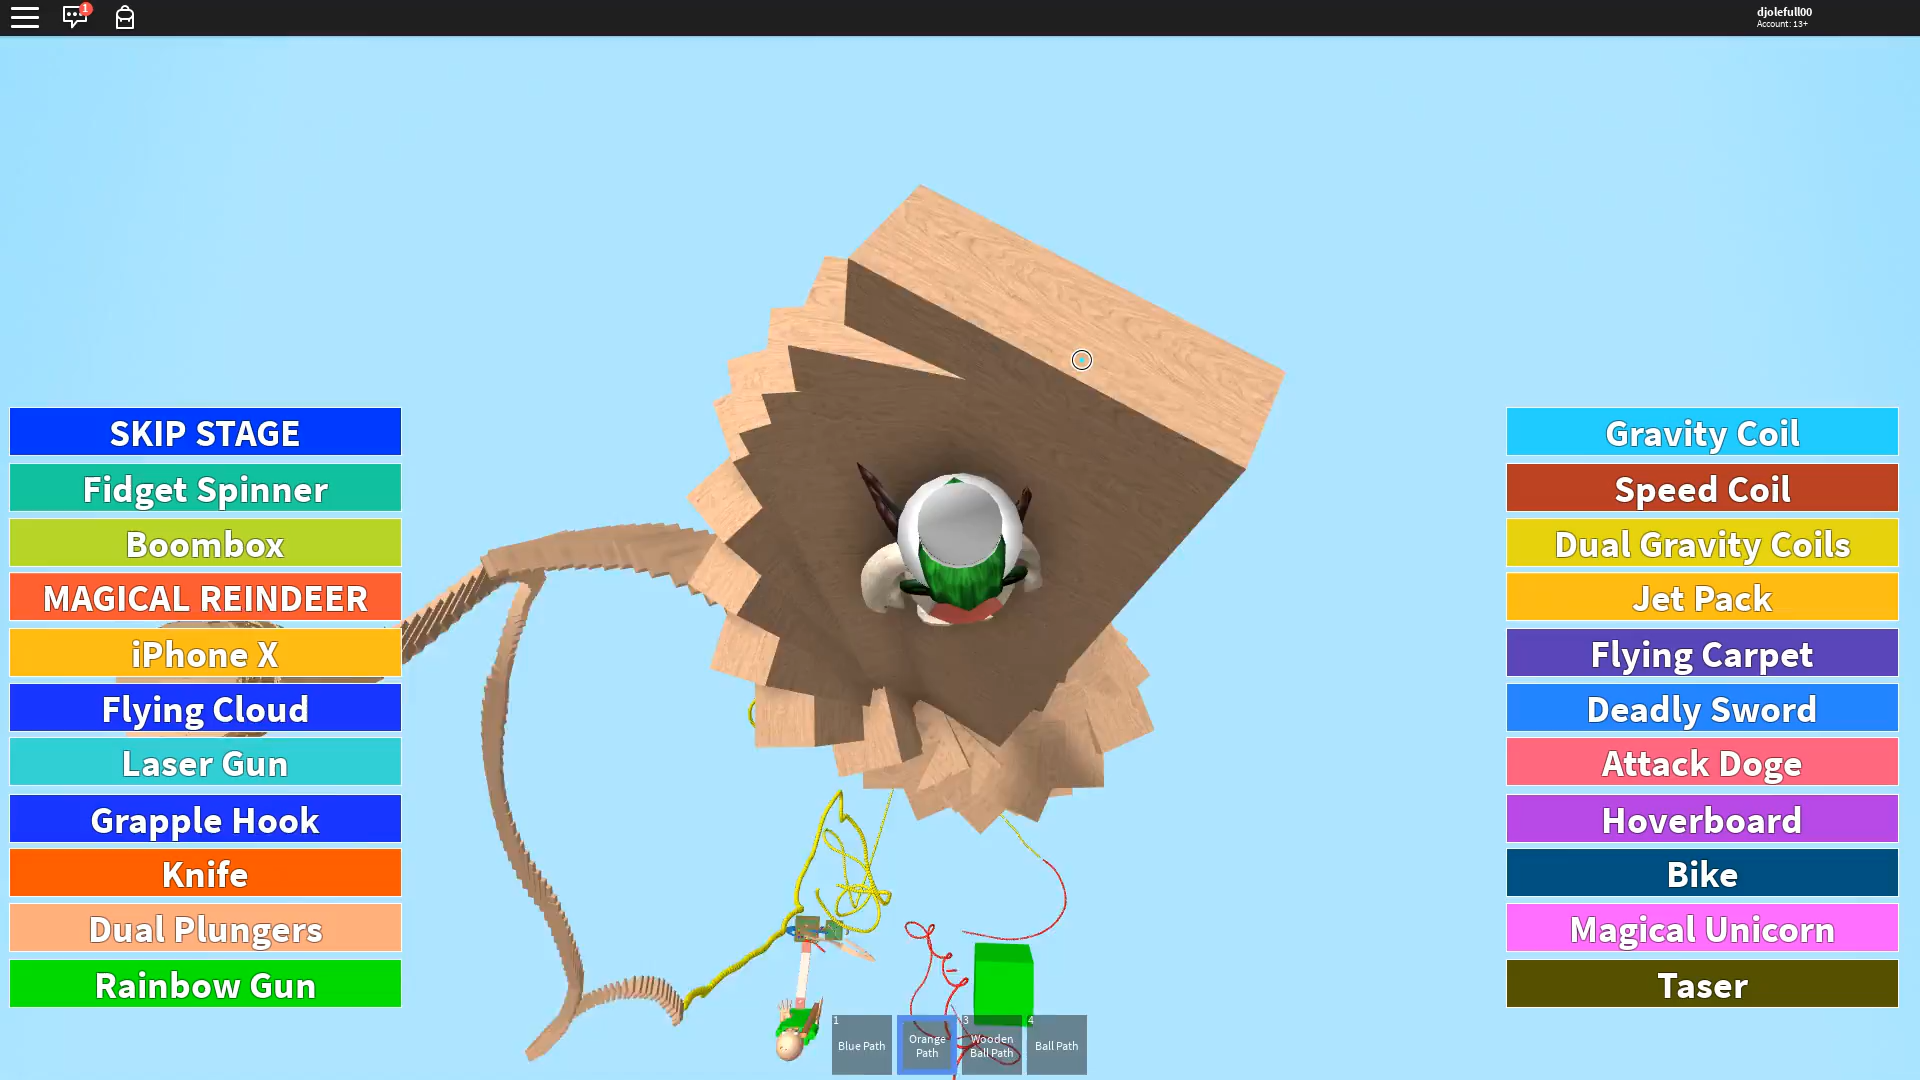 1
djolefull00
Account: 13+
SKIP STAGE
Fidget Spinner
Boombox
MAGICAL REINDEER
iPhone X
Flying Cloud
Laser Gun
Grapple Hook
Knife
Dual Plungers
Rainbow Gun
Gravity Coil
Speed Coil
Dual Gravity Coils
Jet Pack
Flying Carpet
Deadly Sword
Attack Doge
Hoverboard
Bike
Magical Unicorn
Taser
1
Blue Path
Orange
Path
3
Wooden
Ball Path
4
Ball Path